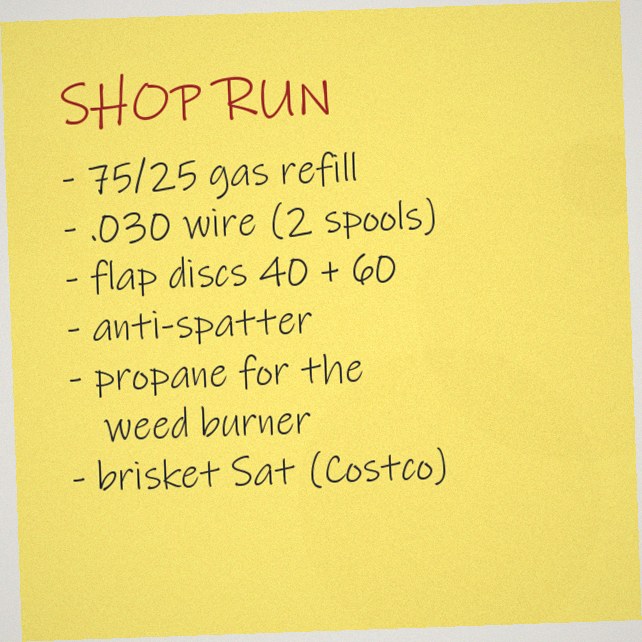 SHOP RUN
- 75/25 gas refill
- .030 wire (2 spools)
- flap discs 40 + 60
- anti-spatter
- propane for the
weed burner
- brisket Sat (Costco)